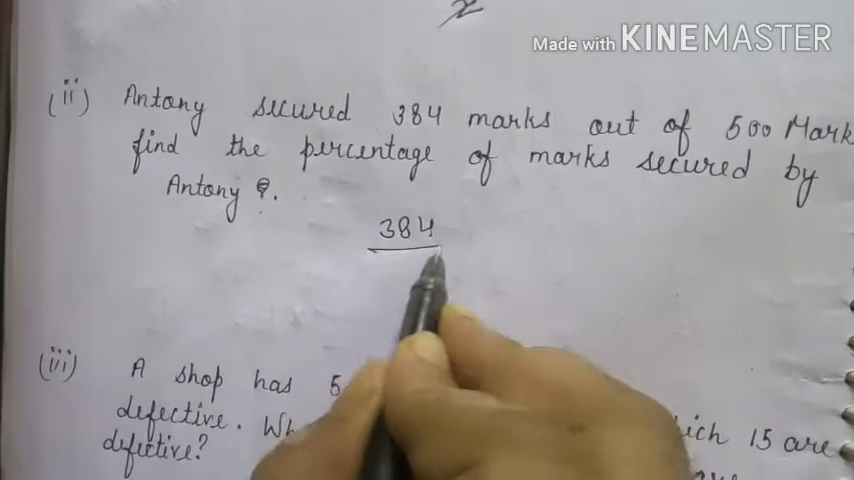 Made with KINEMASTER
(ii) Antony secured 384 marks out of 500 Mark
find the percentage of marks secured by
Antony ?.
384
(iii) A shop has 5
defective. Wh ich 15 are
defective?